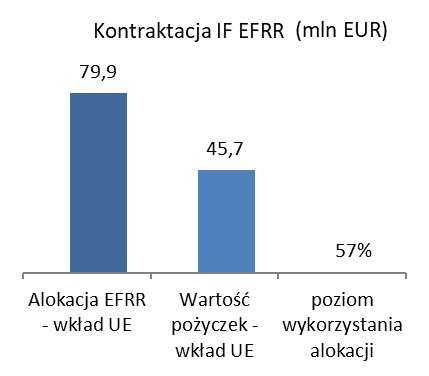 Kontraktacja IF EFRR (mln EUR)
79,9
45,7
57%
Alokacja EFRR
- wkład UE
Wartość
pożyczek -
wkład UE
poziom
wykorzystania
alokacji